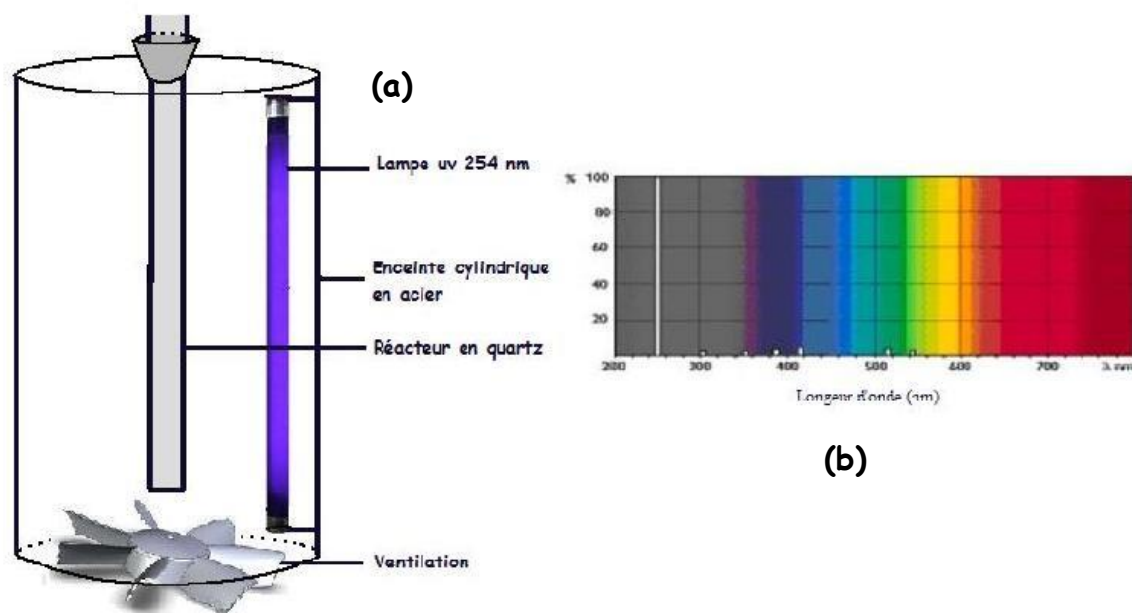 (a)
Lampe uv 254 nm
Enceinte cylindrique
en acier
Réacteur en quartz
Ventilation
% 100
80
60
40
20
200 300 400 500 600 700
Longeur d'onde (nm)
(b)